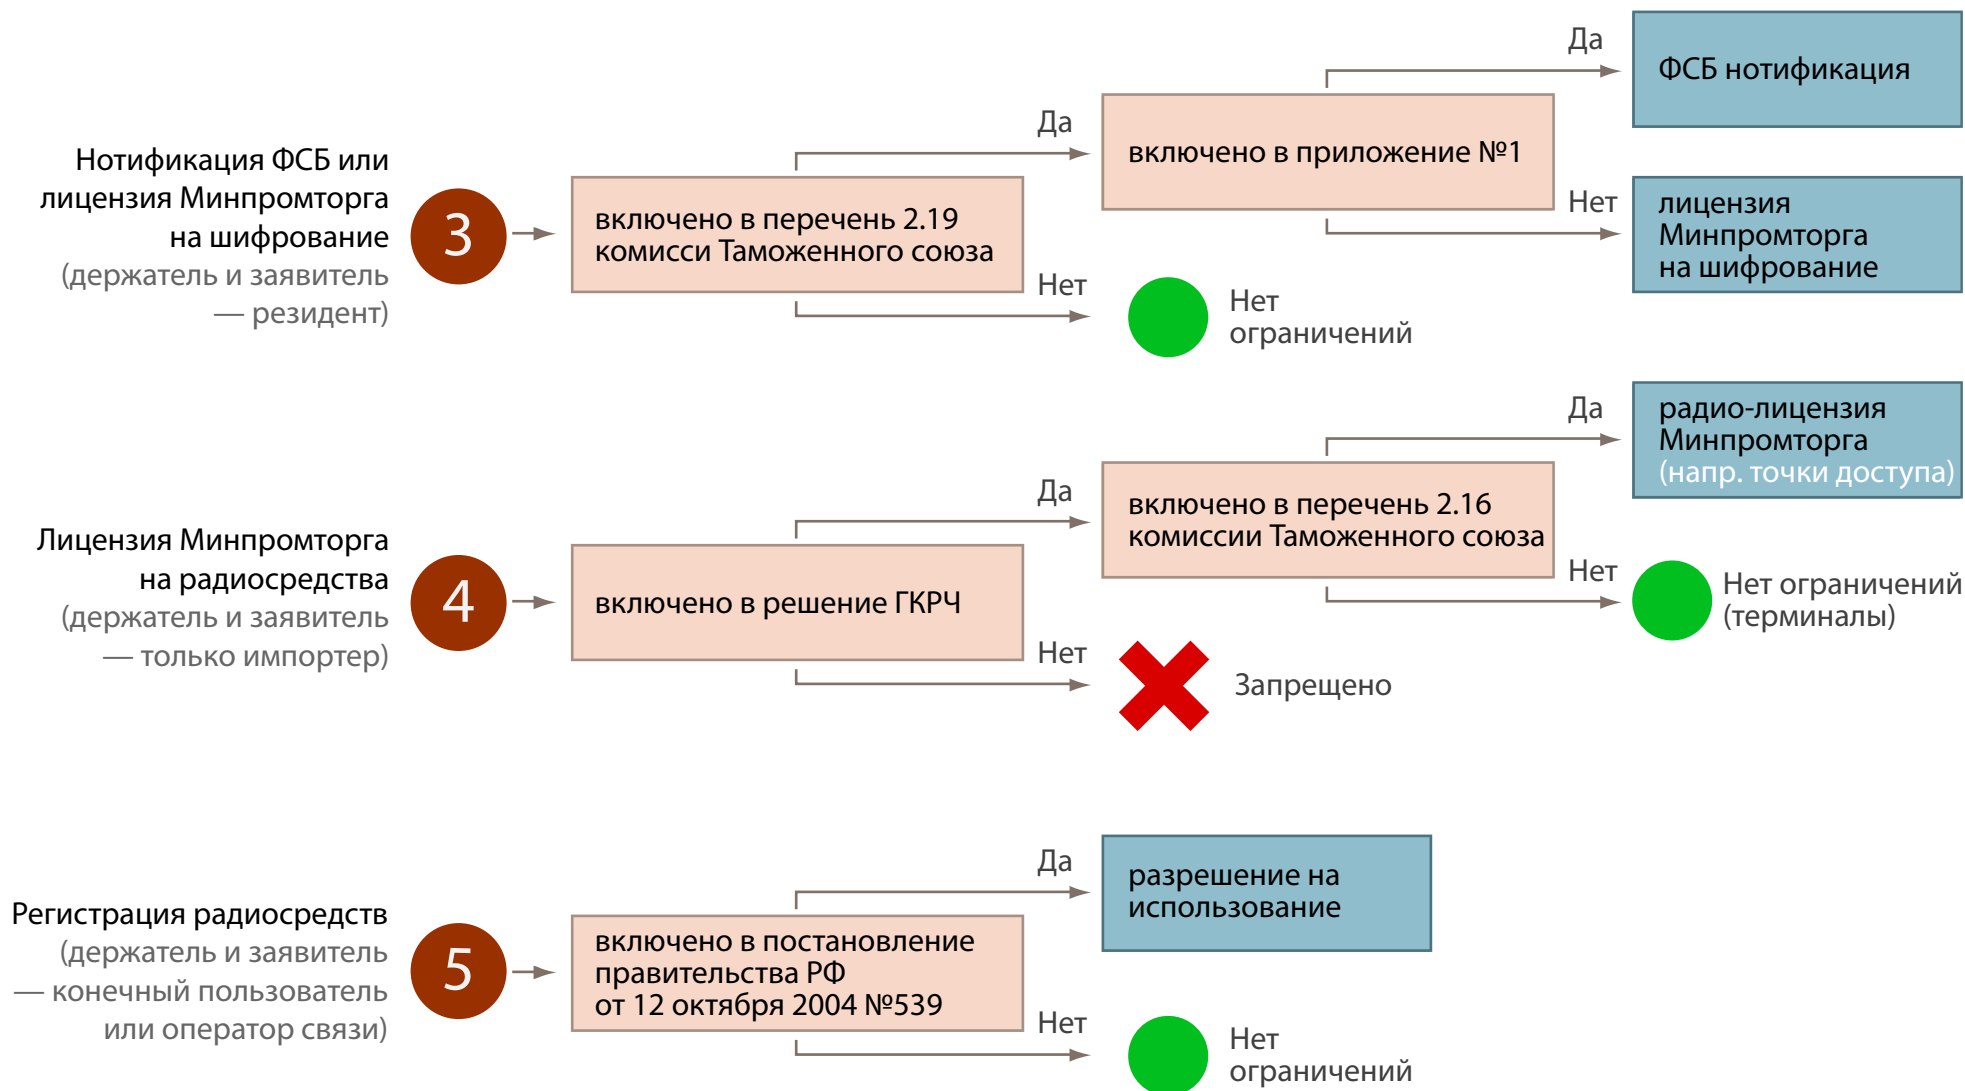 Нотификация ФСБ или
лицензия Минпромторга
на шифрование
(держатель и заявитель
— резидент)
3
включено в перечень 2.19
комисси Таможенного союза
Да
включено в приложение №1
Да
ФСБ нотификация
Нет
лицензия
Минпромторга
на шифрование
Нет
Нет
ограничений
Лицензия Минпромторга
на радиосредства
(держатель и заявитель
— только импортер)
4
включено в решение ГКРЧ
Да
включено в перечень 2.16
комиссии Таможенного союза
Да
радио-лицензия
Минпромторга
(напр. точки доступа)
Нет
Нет ограничений
(терминалы)
Нет
Запрещено
Регистрация радиосредств
(держатель и заявитель
— конечный пользователь
или оператор связи)
5
включено в постановление
правительства РФ
от 12 октября 2004 №539
Да
разрешение на
использование
Нет
Нет
ограничений